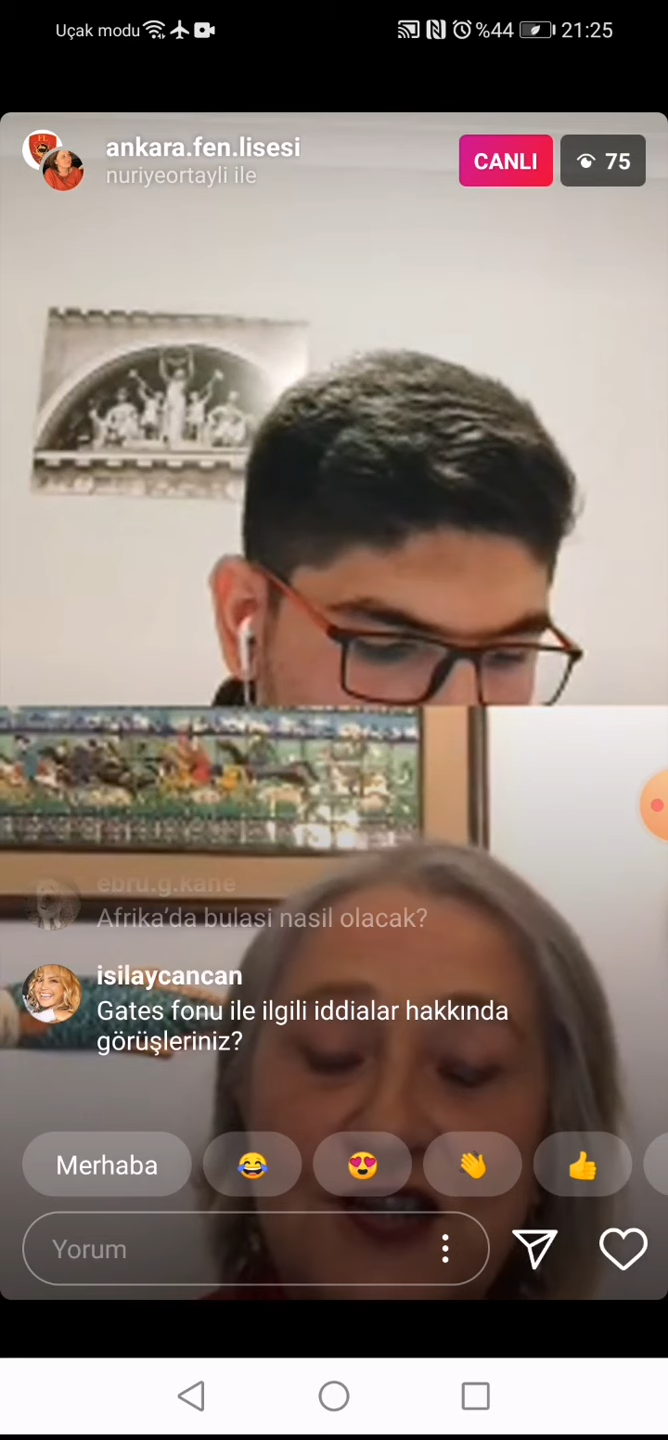 Uçak modu
%44
21:25
ankara.fen.lisesi
nuriyeortayli ile
CANLI
75
ebru.g.kane
Afrika'da bulasi nasil olacak?
isilaycancan
Gates fonu ile ilgili iddialar hakkında
görüşleriniz?
Merhaba
Yorum